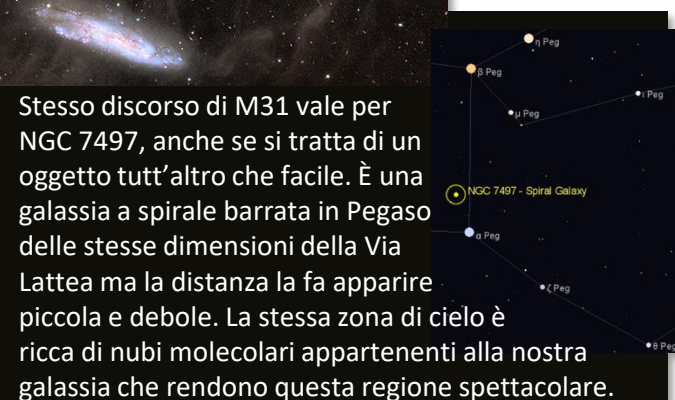 Stesso discorso di M31 vale per
NGC 7497, anche se si tratta di un
oggetto tutt’altro che facile. È una
galassia a spirale barrata in Pegaso
delle stesse dimensioni della Via
Lattea ma la distanza la fa apparire
piccola e debole. La stessa zona di cielo è
ricca di nubi molecolari appartenenti alla nostra
galassia che rendono questa regione spettacolare.
η Peg
β Peg
ι Peg
μ Peg
NGC 7497 - Spiral Galaxy
α Peg
ζ Peg
θ Peg